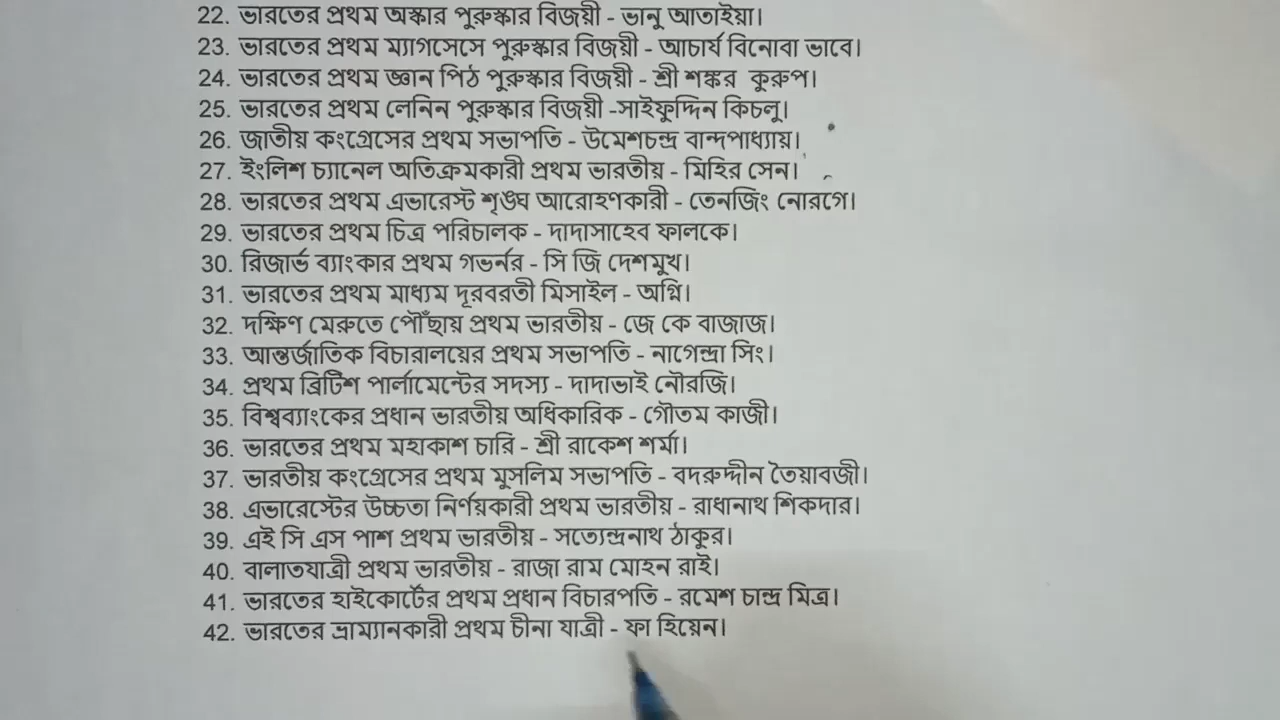 22. ভারতের প্রথম অস্কার পুরুস্কার বিজয়ী - ভানু আতাইয়া।
23. ভারতের প্রথম ম্যাগসেসে পুরুস্কার বিজয়ী - আচার্য বিনোবা ভাবে।
24. ভারতের প্রথম জ্ঞান পিঠ পুরুস্কার বিজয়ী - শ্রী শঙ্কর কুরুপ।
25. ভারতের প্রথম লেনিন পুরুস্কার বিজয়ী -সাইফুদ্দিন কিচলু।
26. জাতীয় কংগ্রেসের প্রথম সভাপতি - উমেশচন্দ্র বান্দপাধ্যায়।
27. ইংলিশ চ্যানেল অতিক্রমকারী প্রথম ভারতীয় - মিহির সেন।
28. ভারতের প্রথম এভারেস্ট শৃঙঘ আরোহণকারী - তেনজিং নোরগে।
29. ভারতের প্রথম চিত্র পরিচালক - দাদাসাহেব ফালকে।
30. রিজার্ভ ব্যাংকার প্রথম গভর্নর - সি জি দেশমুখ।
31. ভারতের প্রথম মাধ্যম দূরবরতী মিসাইল - অগ্নি।
32. দক্ষিণ মেরুতে পৌঁছায় প্রথম ভারতীয় - জে কে বাজাজ।
33. আন্তর্জাতিক বিচারালয়ের প্রথম সভাপতি - নাগেন্দ্রা সিং।
34. প্রথম ব্রিটিশ পার্লামেন্টের সদস্য - দাদাভাই নৌরজি।
35. বিশ্বব্যাংকের প্রধান ভারতীয় অধিকারিক - গৌতম কাজী।
36. ভারতের প্রথম মহাকাশ চারি - শ্রী রাকেশ শর্মা।
37. ভারতীয় কংগ্রেসের প্রথম মুসলিম সভাপতি - বদরুদ্দীন তৈয়াবজী।
38. এভারেস্টের উচ্চতা নির্ণয়কারী প্রথম ভারতীয় - রাধানাথ শিকদার।
39. এই সি এস পাশ প্রথম ভারতীয় - সত্যেন্দ্রনাথ ঠাকুর।
40. বালাতযাত্রী প্রথম ভারতীয় - রাজা রাম মোহন রাই।
41. ভারতের হাইকোর্টের প্রথম প্রধান বিচারপতি - রমেশ চান্দ্র মিত্র।
42. ভারতের ভ্রাম্যানকারী প্রথম চীনা যাত্রী - ফা হিয়েন।